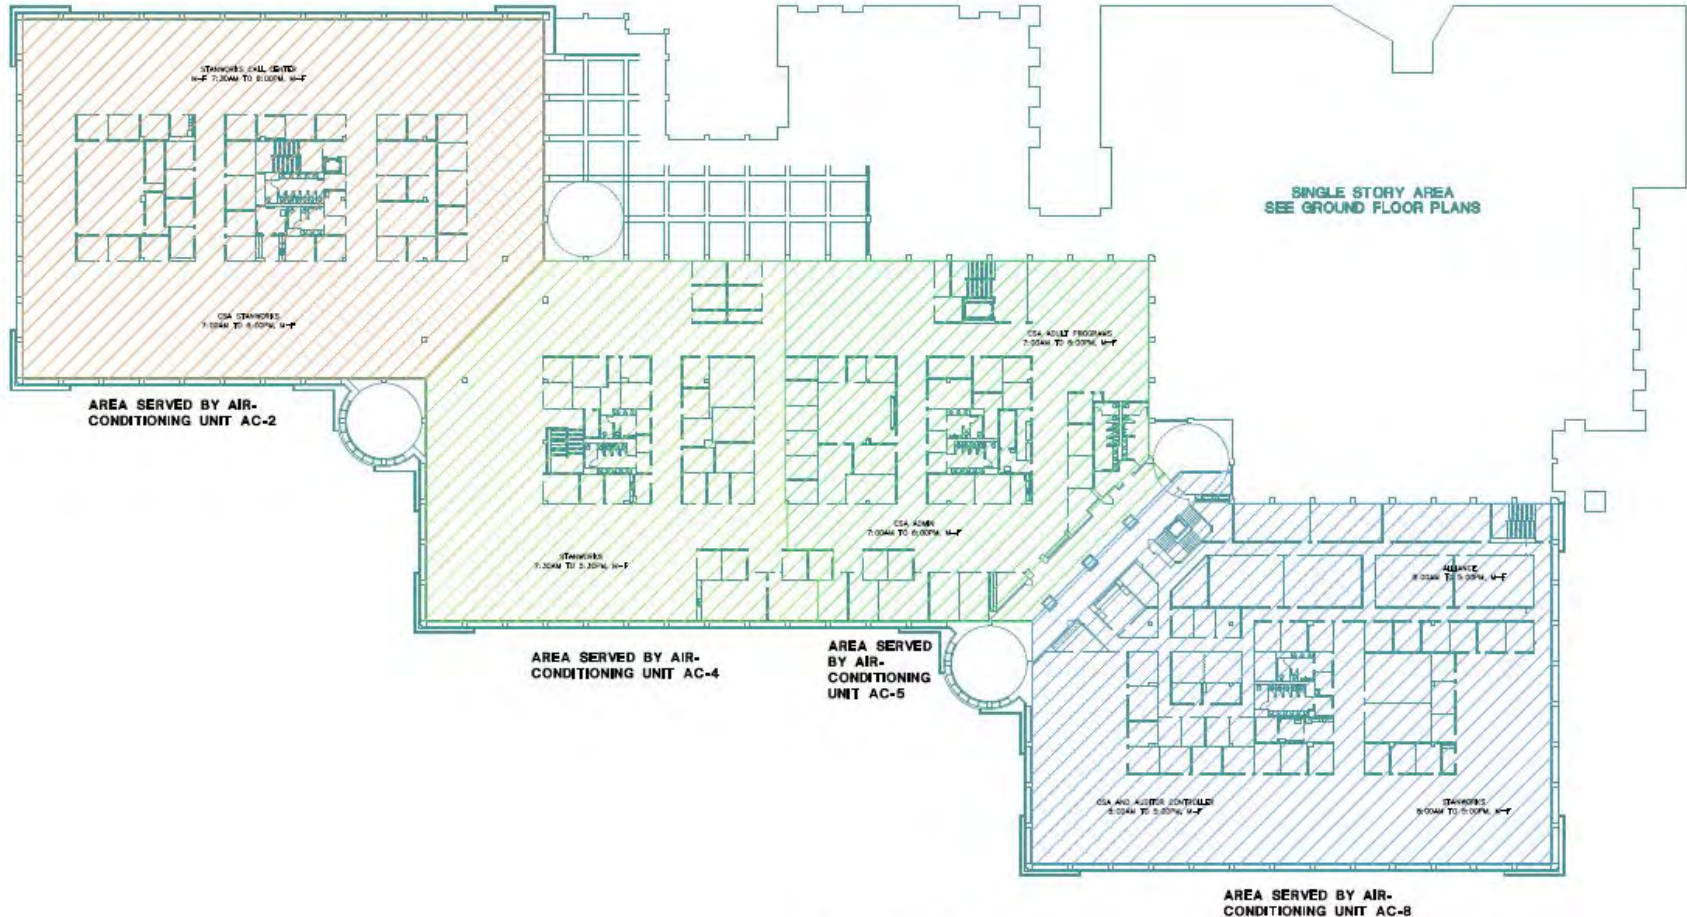 STANWORKS CALL CENTER
M-F 7:30AM TO 6:00PM, M-F
CSA STANWORKS
7:00AM TO 6:00PM, M-F
AREA SERVED BY AIR-
CONDITIONING UNIT AC-2
SINGLE STORY AREA
SEE GROUND FLOOR PLANS
CSA ADULT PROGRAMS
7:00AM TO 6:00PM, M-F
CSA ADMIN
7:00AM TO 6:00PM, M-F
STANWORKS
7:30AM TO 5:30PM, M-F
AREA SERVED BY AIR-
CONDITIONING UNIT AC-4
AREA SERVED
BY AIR-
CONDITIONING
UNIT AC-5
ALLIANCE
8:00AM TO 5:00PM, M-F
CSA AND AUDITOR CONTROLLER
8:00AM TO 5:00PM, M-F
STANWORKS
8:00AM TO 5:00PM, M-F
AREA SERVED BY AIR-
CONDITIONING UNIT AC-8